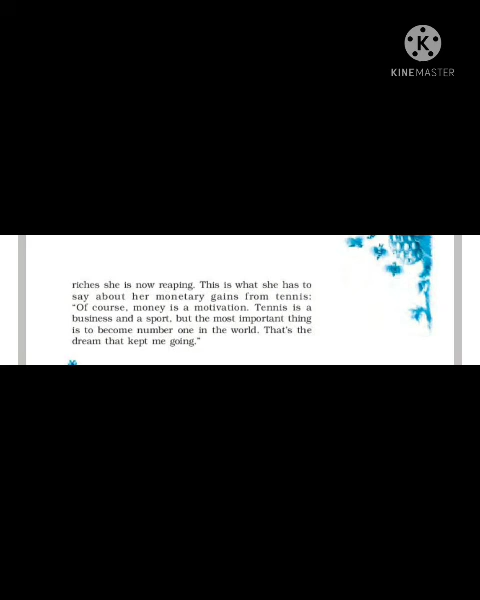 K
KINEMASTER
riches she is now reaping. This is what she has to
say about her monetary gains from tennis:
“Of course, money is a motivation. Tennis is a
business and a sport, but the most important thing
is to become number one in the world. That’s the
dream that kept me going.”